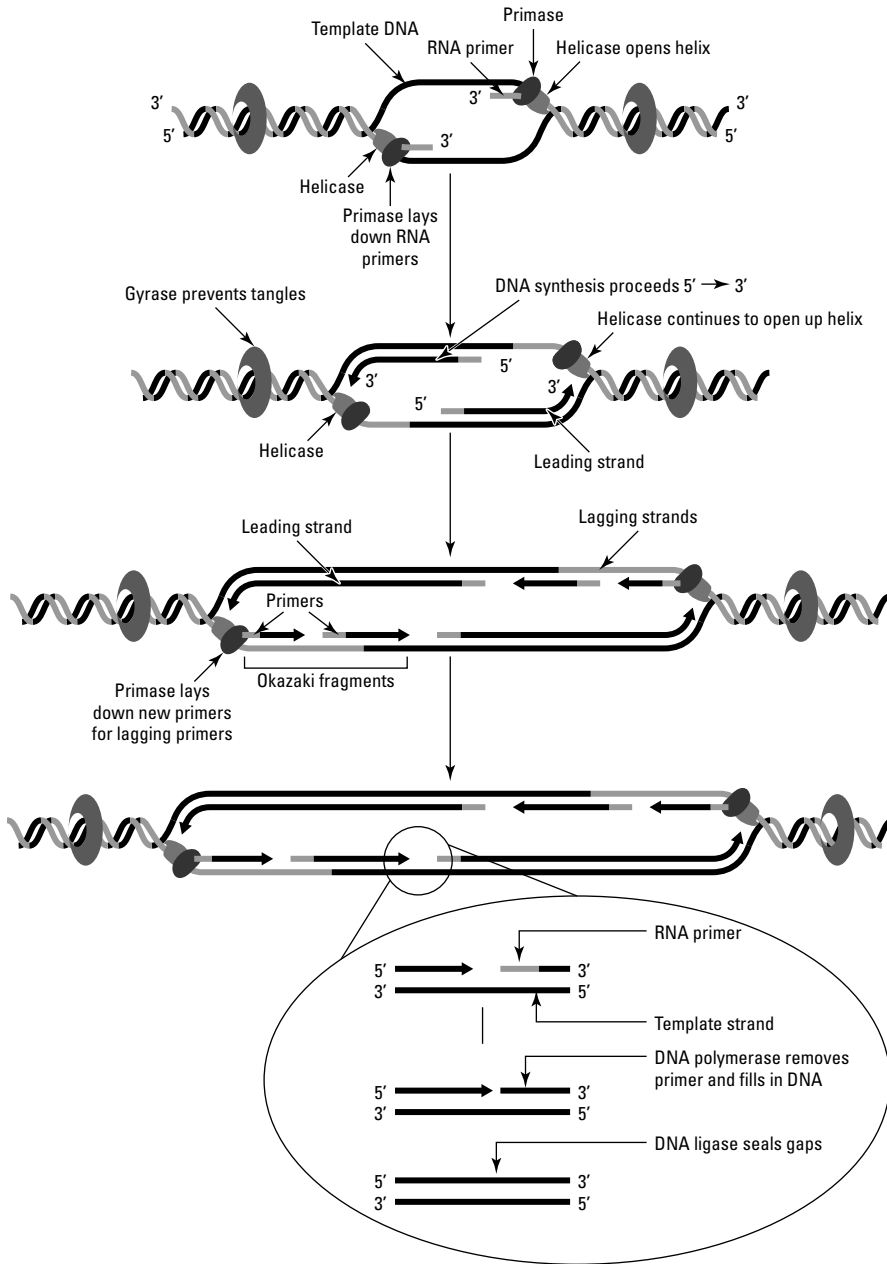 Primase
Template DNA
RNA primer
Helicase opens helix
3′
3′
3′
5′
5′
3′
Helicase
Primase lays
down RNA
primers
DNA synthesis proceeds 5′ → 3′
Gyrase prevents tangles
Helicase continues to open up helix
5′
3′
3′
5′
Helicase
Leading strand
Leading strand
Lagging strands
Primers
Okazaki fragments
Primase lays
down new primers
for lagging primers
RNA primer
5′
3′
3′
5′
Template strand
DNA polymerase removes
primer and fills in DNA
5′
3′
3′
5′
DNA ligase seals gaps
5′
3′
3′
5′